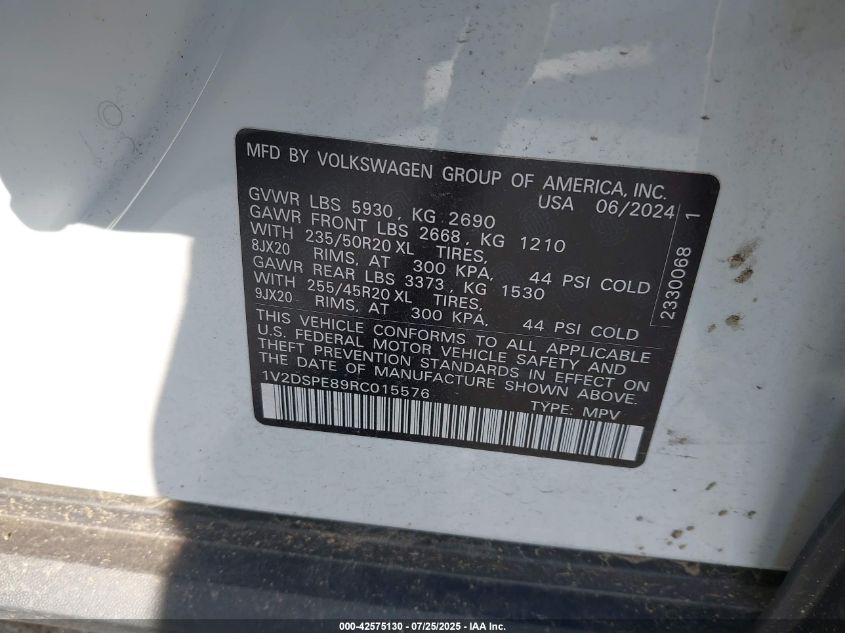 MFD BY VOLKSWAGEN GROUP OF AMERICA, INC.
USA 06/2024
GVWR LBS 5930, KG 2690
GAWR FRONT LBS 2668, KG 1210
WITH 235/50R20 XL TIRES,
8JX20 RIMS, AT 300 KPA, 44 PSI COLD
GAWR REAR LBS 3373, KG 1530
WITH 255/45R20 XL TIRES,
9JX20 RIMS, AT 300 KPA, 44 PSI COLD
THIS VEHICLE CONFORMS TO ALL APPLICABLE
U.S. FEDERAL MOTOR VEHICLE SAFETY AND
THEFT PREVENTION STANDARDS IN EFFECT ON
THE DATE OF MANUFACTURE SHOWN ABOVE.
1V2DSPE89RC015576
TYPE: MPV
2330068 1
000-42575130 - 07/25/2025 - IAA Inc.